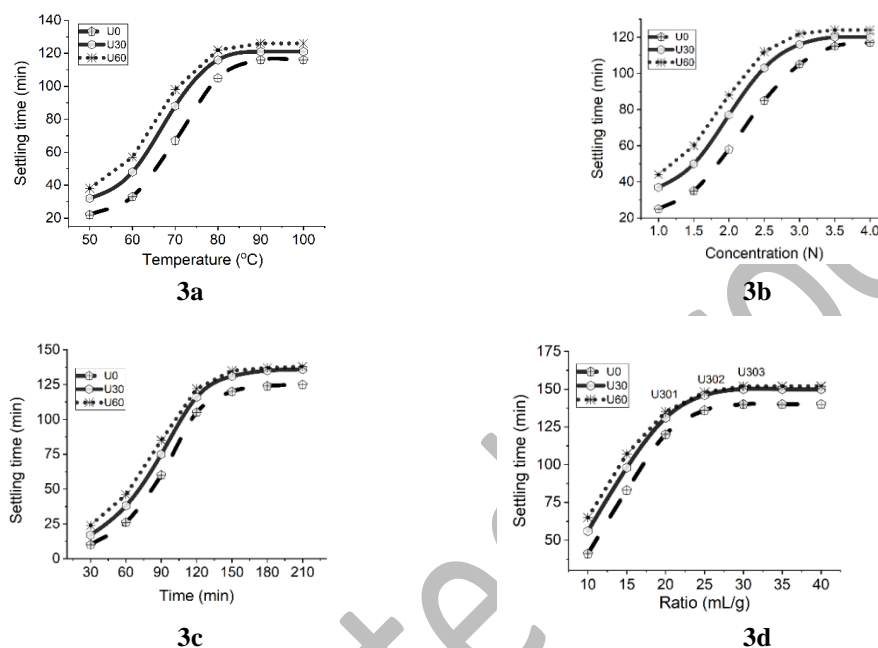 140
120
100
80
60
40
20
Settling time (min)
U0
U30
U60
50 60 70 80 90 100
Temperature (°C)
3a
120
100
80
60
40
20
Settling time (min)
U0
U30
U60
1.0 1.5 2.0 2.5 3.0 3.5 4.0
Concentration (N)
3b
150
125
100
75
50
25
0
Settling time (min)
U0
U30
U60
30 60 90 120 150 180 210
Time (min)
3c
175
150
125
100
75
50
Settling time (min)
U0
U30
U60
U301 U302 U303
10 15 20 25 30 35 40
Ratio (mL/g)
3d